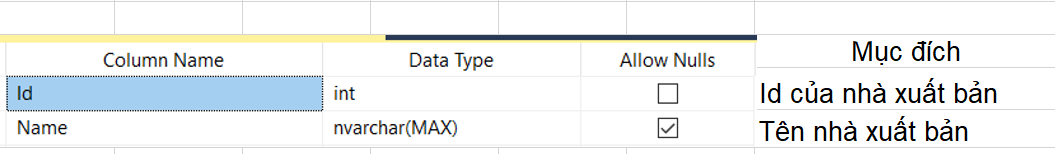 Column Name Data Type Allow Nulls Mục đích
Id int Id của nhà xuất bản
Name nvarchar(MAX) Tên nhà xuất bản